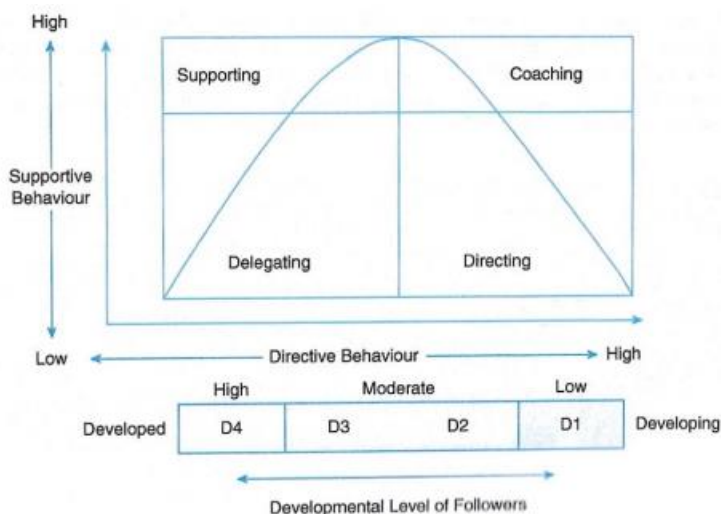 High
Supporting
Coaching
Supportive
Behaviour
Delegating
Directing
Low
Directive Behaviour
High
High
Moderate
Low
Developed
D4
D3
D2
D1
Developing
Developmental Level of Followers